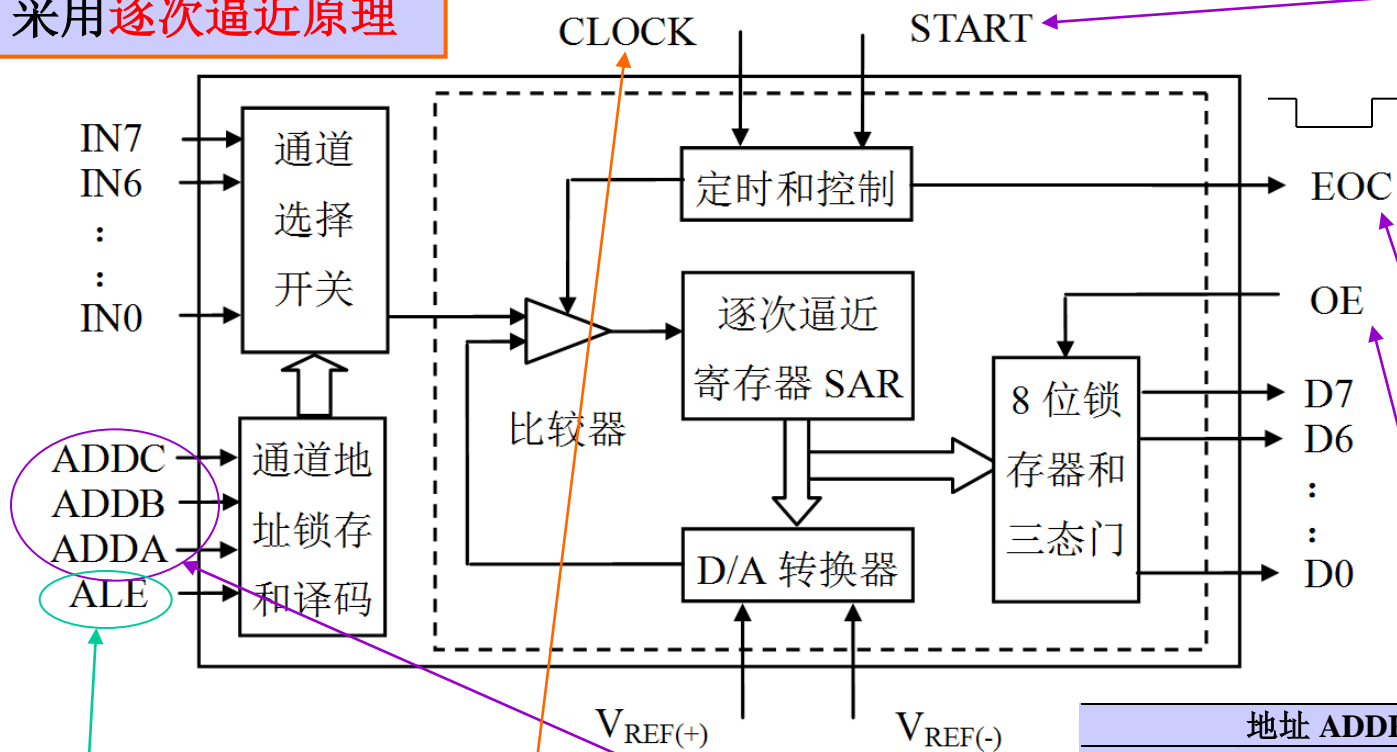 采用逐次逼近原理
CLOCK
START
IN7
IN6
:
:
IN0
通道
选择
开关
定时和控制
EOC
OE
逐次逼近
寄存器 SAR
比较器
8 位锁
存器和
三态门
D7
D6
:
:
D0
ADDC
ADDB
ADDA
ALE
通道地
址锁存
和译码
D/A 转换器
VREF(+)
VREF(-)
地址 ADD